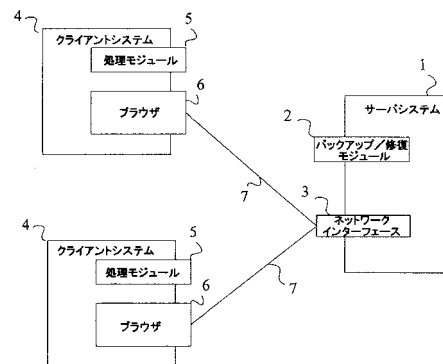 4
クライアントシステム
5
処理モジュール
6
ブラウザ
7
1
サーバシステム
2
バックアップ／修復
モジュール
3
ネットワーク
インターフェース
4
クライアントシステム
5
処理モジュール
6
ブラウザ
7